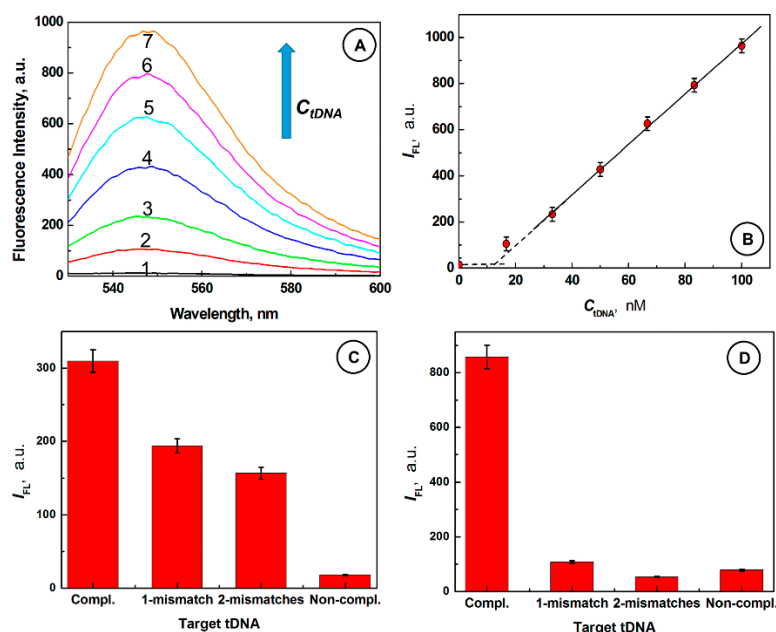 1000
800
600
400
200
0
Fluorescence Intensity, a.u.
7
6
5
4
3
2
1
C_tDNA
A
540 560 580 600
Wavelength, nm
1000
800
600
400
200
0
I_FL, a.u.
B
0 20 40 60 80 100
C_tDNA, nM
300
200
100
0
I_FL, a.u.
C
Compl. 1-mismatch 2-mismatches Non-compl.
Target tDNA
800
600
400
200
0
I_FL, a.u.
D
Compl. 1-mismatch 2-mismatches Non-compl.
Target tDNA